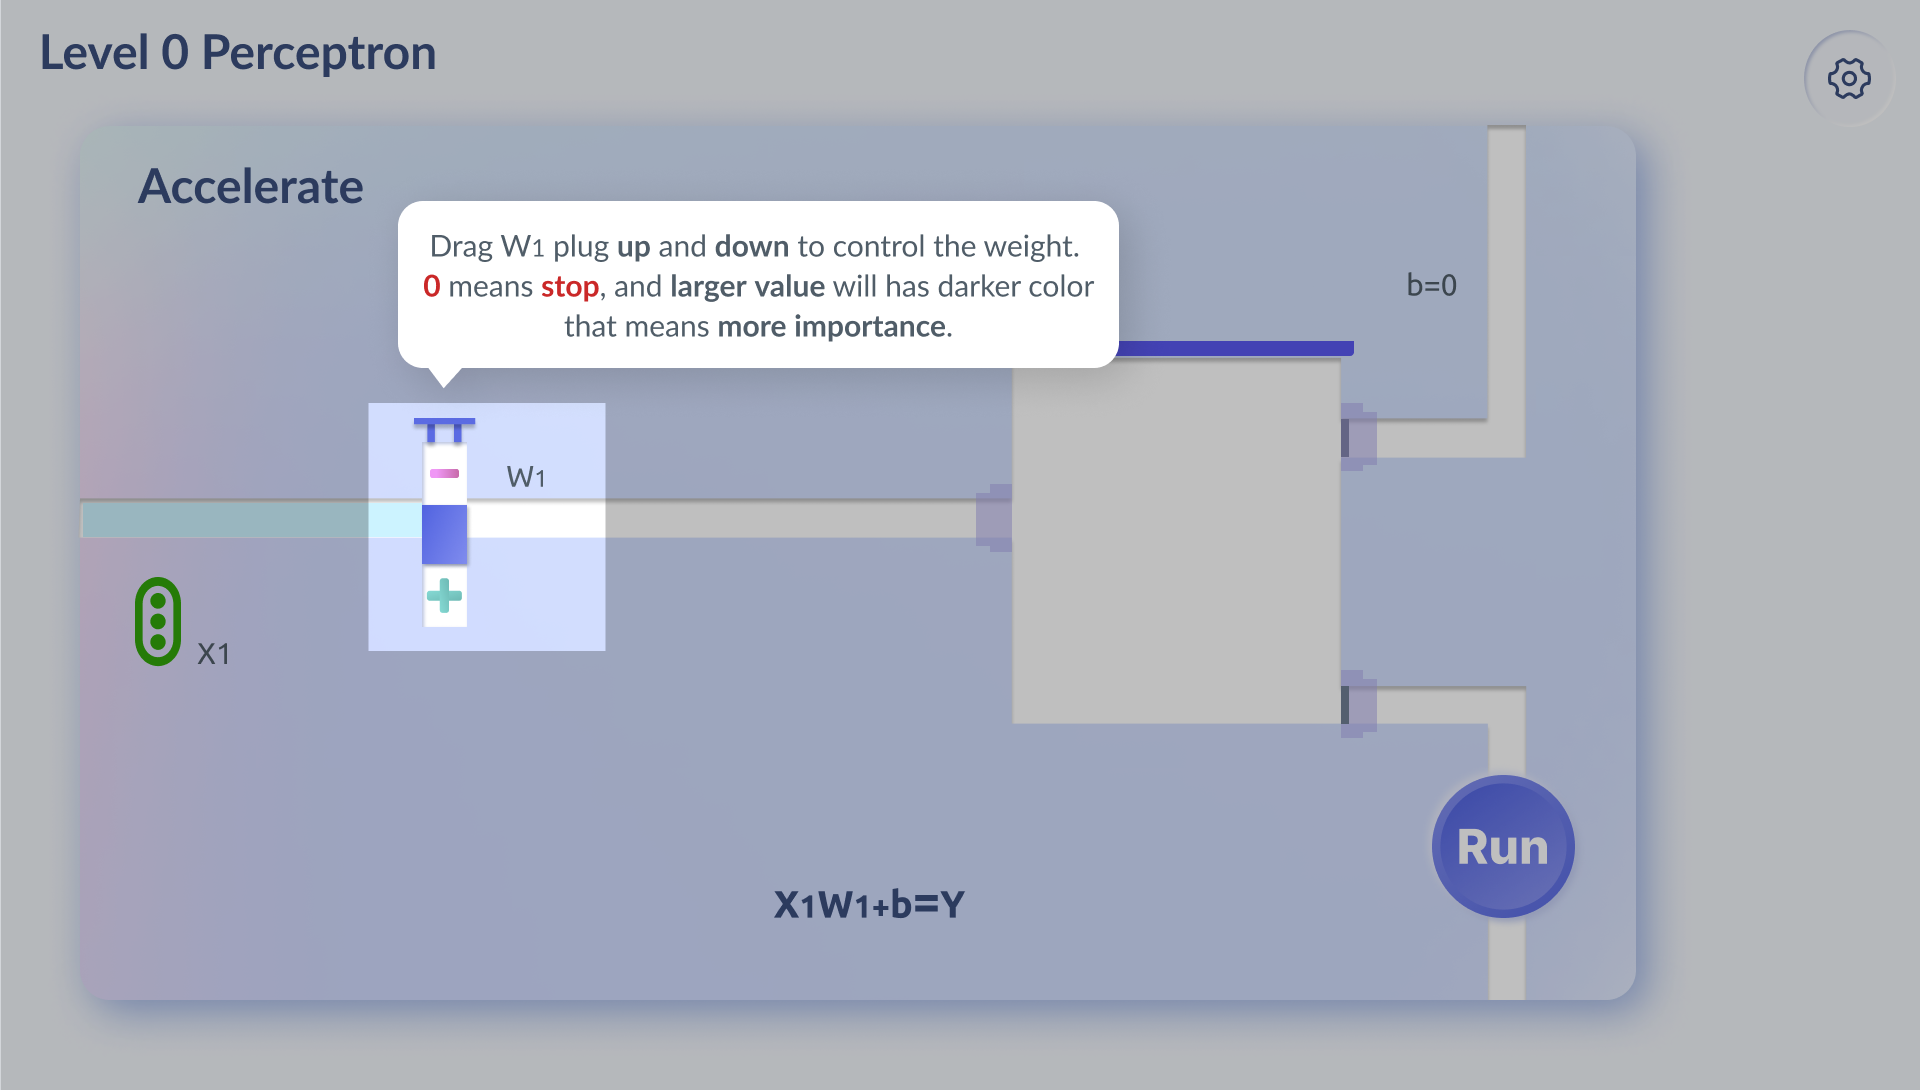 Level 0 Perceptron
Accelerate
Drag W1 plug up and down to control the weight.
0 means stop, and larger value will has darker color
that means more importance.
b=0
W1
X1
Run
X1W1+b=Y